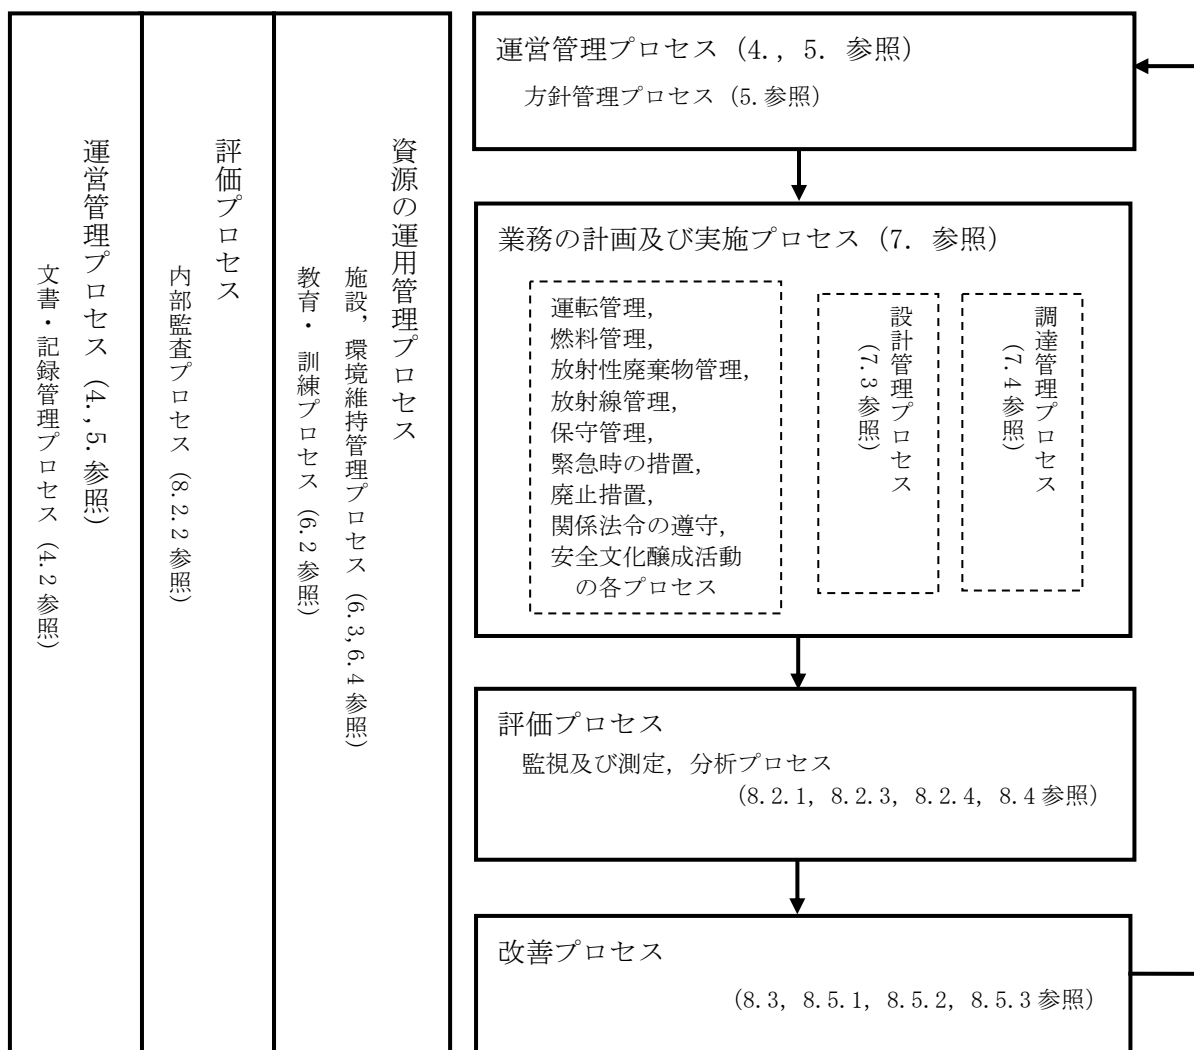 運営管理プロセス（4.,5.参照）
文書・記録管理プロセス（4.2参照）
評価プロセス
内部監査プロセス（8.2.2参照）
資源の運用管理プロセス
施設，環境維持管理プロセス（6.3,6.4参照）
教育・ 訓練プロセス（6.2参照）
運営管理プロセス（4.，5. 参照）
方針管理プロセス（5.参照）
業務の計画及び実施プロセス（7. 参照）
運転管理，
燃料管理，
放射性廃棄物管理，
放射線管理，
保守管理，
緊急時の措置，
廃止措置，
関係法令の遵守，
安全文化醸成活動
の各プロセス
設計管理プロセス
（7.3参照）
調達管理プロセス
（7.4参照）
評価プロセス
監視及び測定，分析プロセス
（8.2.1，8.2.3，8.2.4，8.4参照）
改善プロセス
（8.3，8.5.1，8.5.2，8.5.3参照）